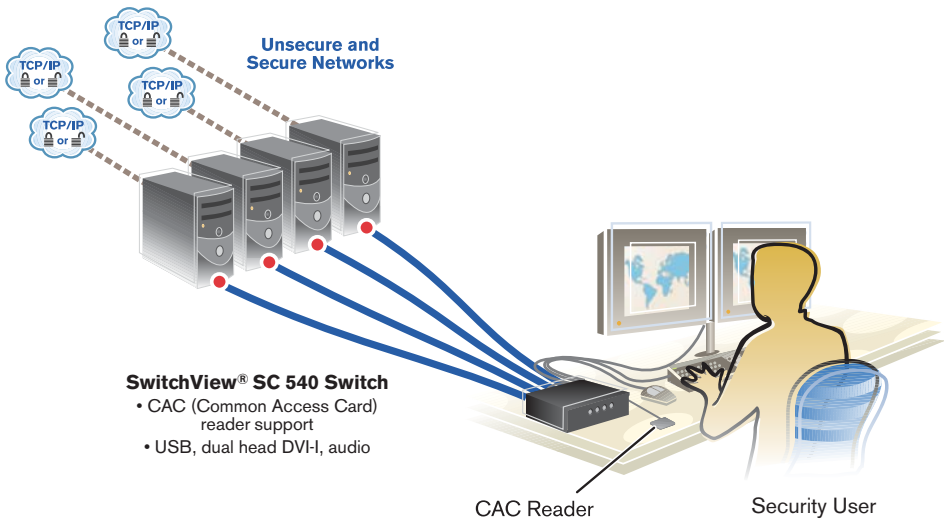 TCP/IP
or
TCP/IP
or
TCP/IP
or
TCP/IP
or
Unsecure and
Secure Networks
SwitchView® SC 540 Switch
• CAC (Common Access Card)
reader support
• USB, dual head DVI-I, audio
CAC Reader
Security User